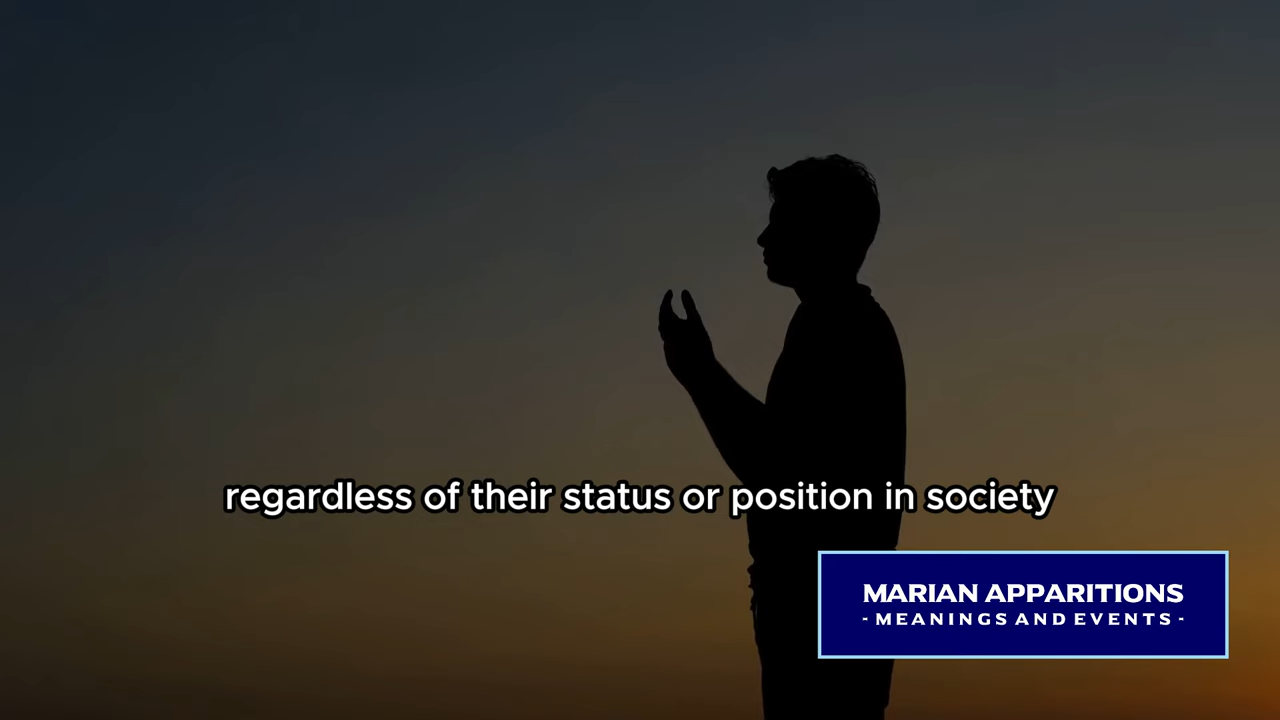 regardless of their status or position in society
MARIAN APPARITIONS
- MEANINGS AND EVENTS -